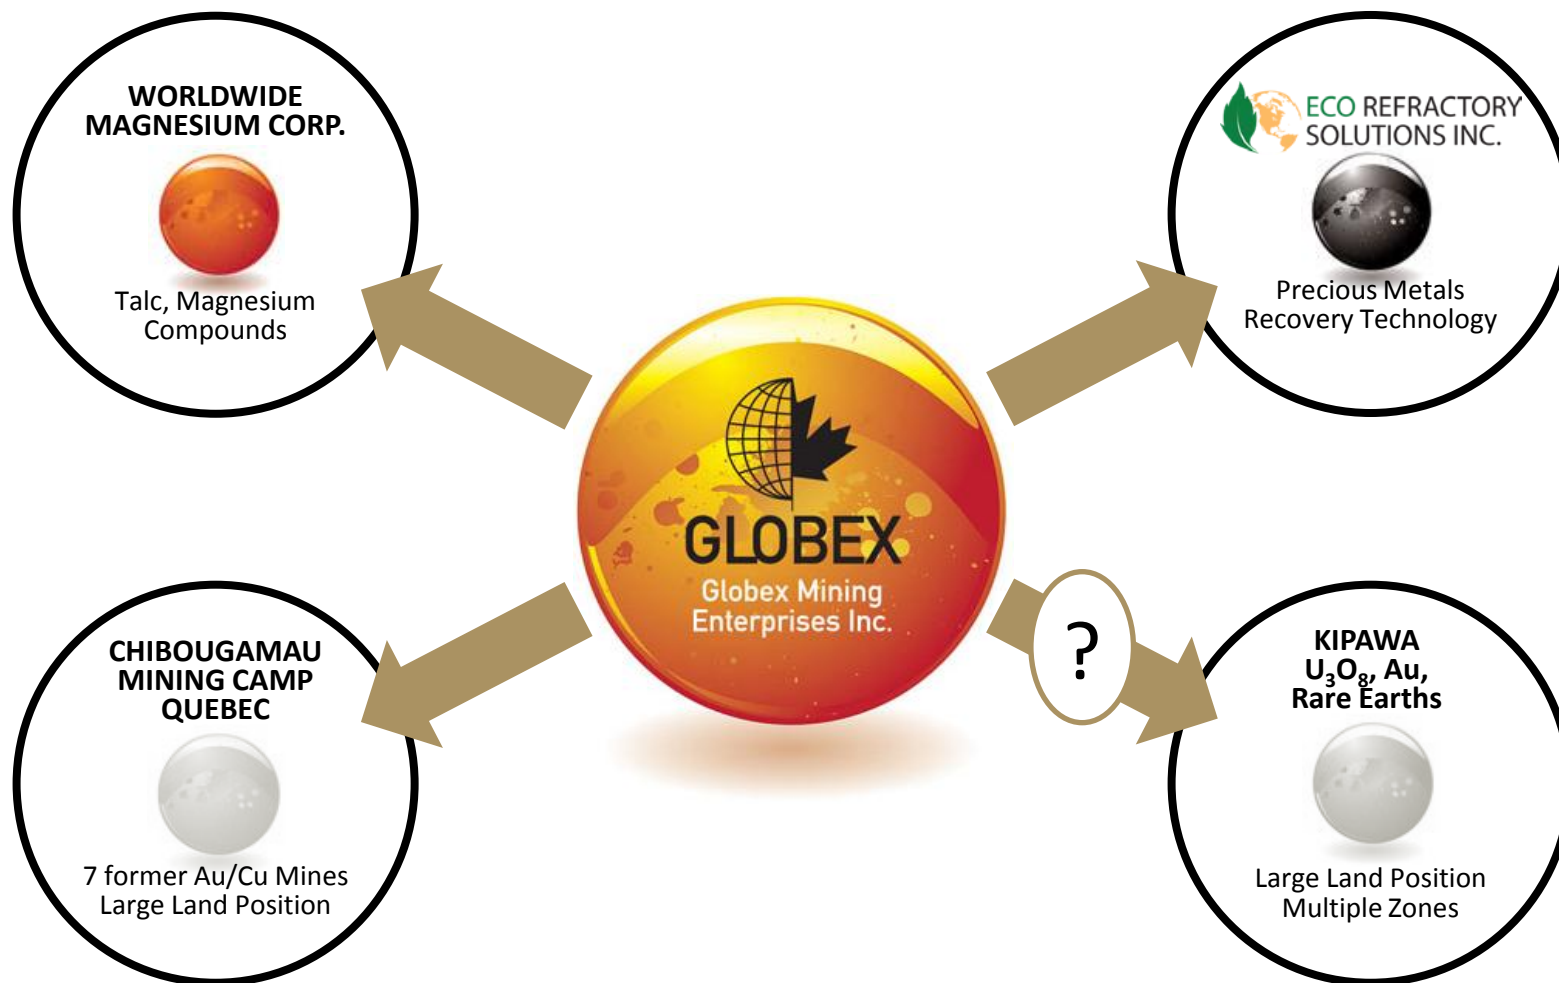 WORLDWIDE
MAGNESIUM CORP.
Talc, Magnesium
Compounds
ECO REFRACTORY
SOLUTIONS INC.
Precious Metals
Recovery Technology
GLOBEX
Globex Mining
Enterprises Inc.
CHIBOUGAMAU
MINING CAMP
QUEBEC
7 former Au/Cu Mines
Large Land Position
?
KIPAWA
U₃O₈, Au,
Rare Earths
Large Land Position
Multiple Zones